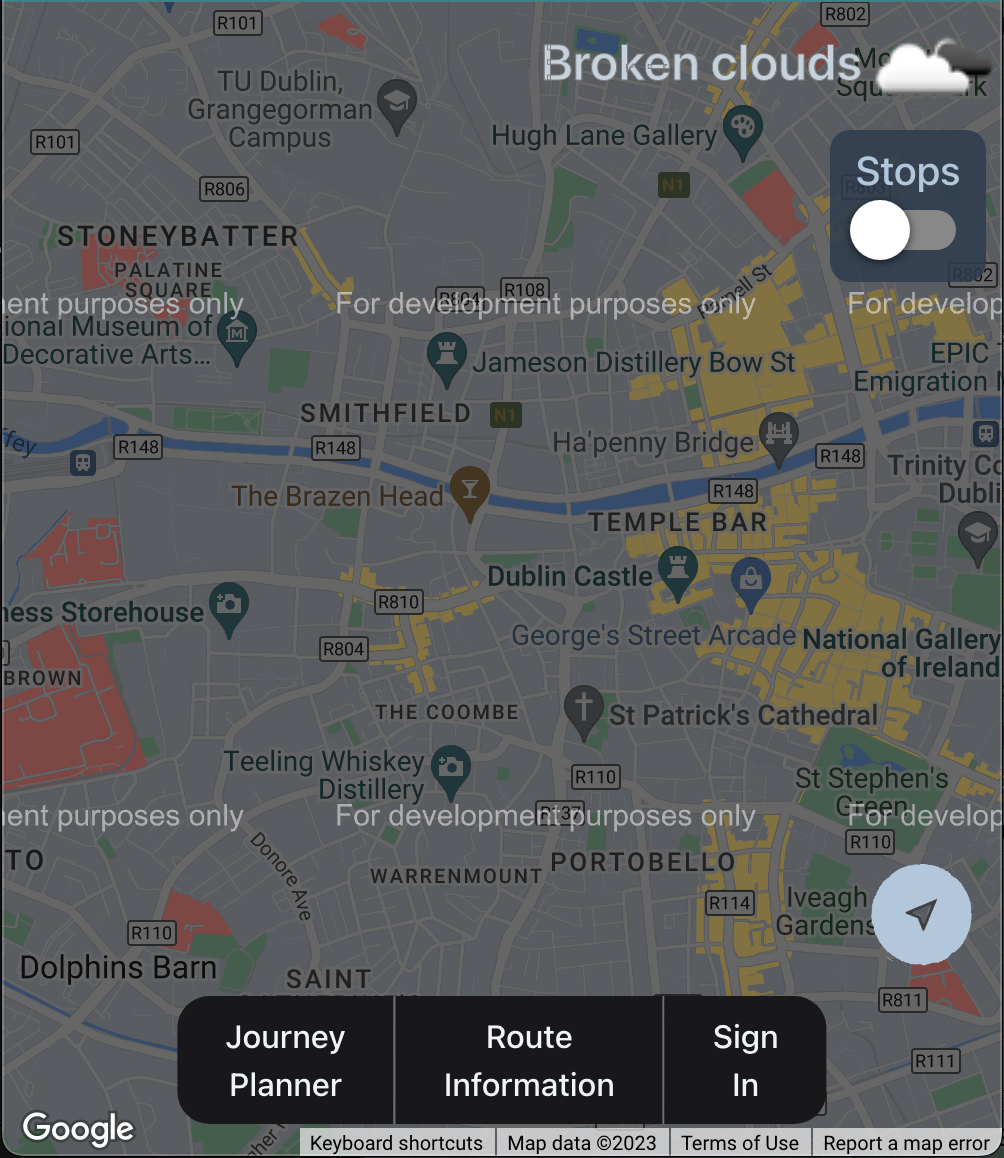 R101
R802
Broken clouds
TU Dublin,
Grangegorman
Campus
Hugh Lane Gallery
R101
Stops
N1
R806
STONEYBATTER
PALATINE
SQUARE
R802
R804
R108
Parnell St
ent purposes only
For development purposes only
For develop
ional Museum of
Decorative Arts...
Jameson Distillery Bow St
EPIC
Emigration
SMITHFIELD
N1
ffey
R148
R148
Ha'penny Bridge
R148
Trinity Co
Dubli
The Brazen Head
R148
TEMPLE BAR
Dublin Castle
ness Storehouse
R810
George's Street Arcade
National Gallery
of Ireland
R804
BROWN
THE COOMBE
St Patrick's Cathedral
Teeling Whiskey
Distillery
R110
St Stephen's
Green
R137
ent purposes only
For development purposes only
For develop
R110
TO
Donore Ave
WARRENMOUNT
PORTOBELLO
R114
Iveagh
Gardens
R110
Dolphins Barn
SAINT
R811
Journey
Planner
Route
Information
Sign
In
R111
Google
Keyboard shortcuts
Map data ©2023
Terms of Use
Report a map error